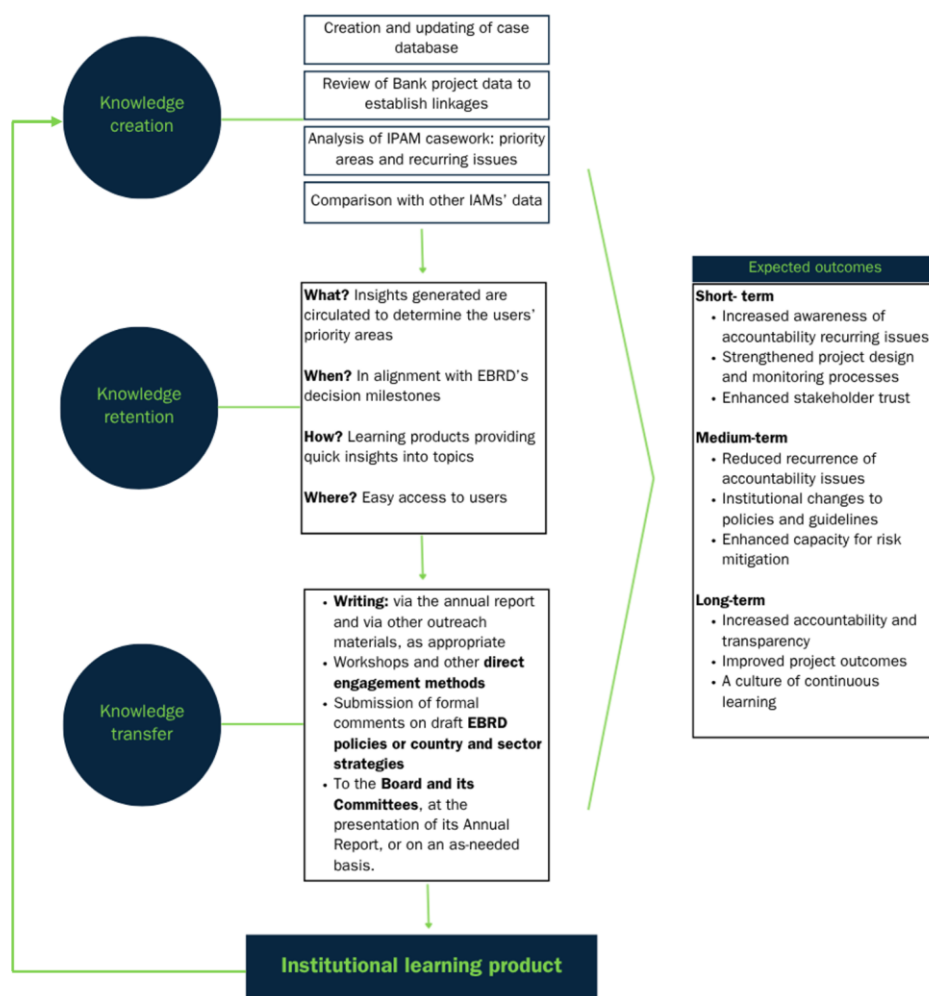 Knowledge
creation
Creation and updating of case
database
Review of Bank project data to
establish linkages
Analysis of IPAM casework: priority
areas and recurring issues
Comparison with other IAMs' data
Knowledge
retention
What? Insights generated are
circulated to determine the users'
priority areas
When? In alignment with EBRD's
decision milestones
How? Learning products providing
quick insights into topics
Where? Easy access to users
Knowledge
transfer
• Writing: via the annual report
and via other outreach
materials, as appropriate
• Workshops and other direct
engagement methods
• Submission of formal
comments on draft EBRD
policies or country and sector
strategies
• To the Board and its
Committees, at the
presentation of its Annual
Report, or on an as-needed
basis.
Institutional learning product
Expected outcomes
Short- term
• Increased awareness of
accountability recurring issues
• Strengthened project design
and monitoring processes
• Enhanced stakeholder trust
Medium-term
• Reduced recurrence of
accountability issues
• Institutional changes to
policies and guidelines
• Enhanced capacity for risk
mitigation
Long-term
• Increased accountability and
transparency
• Improved project outcomes
• A culture of continuous
learning